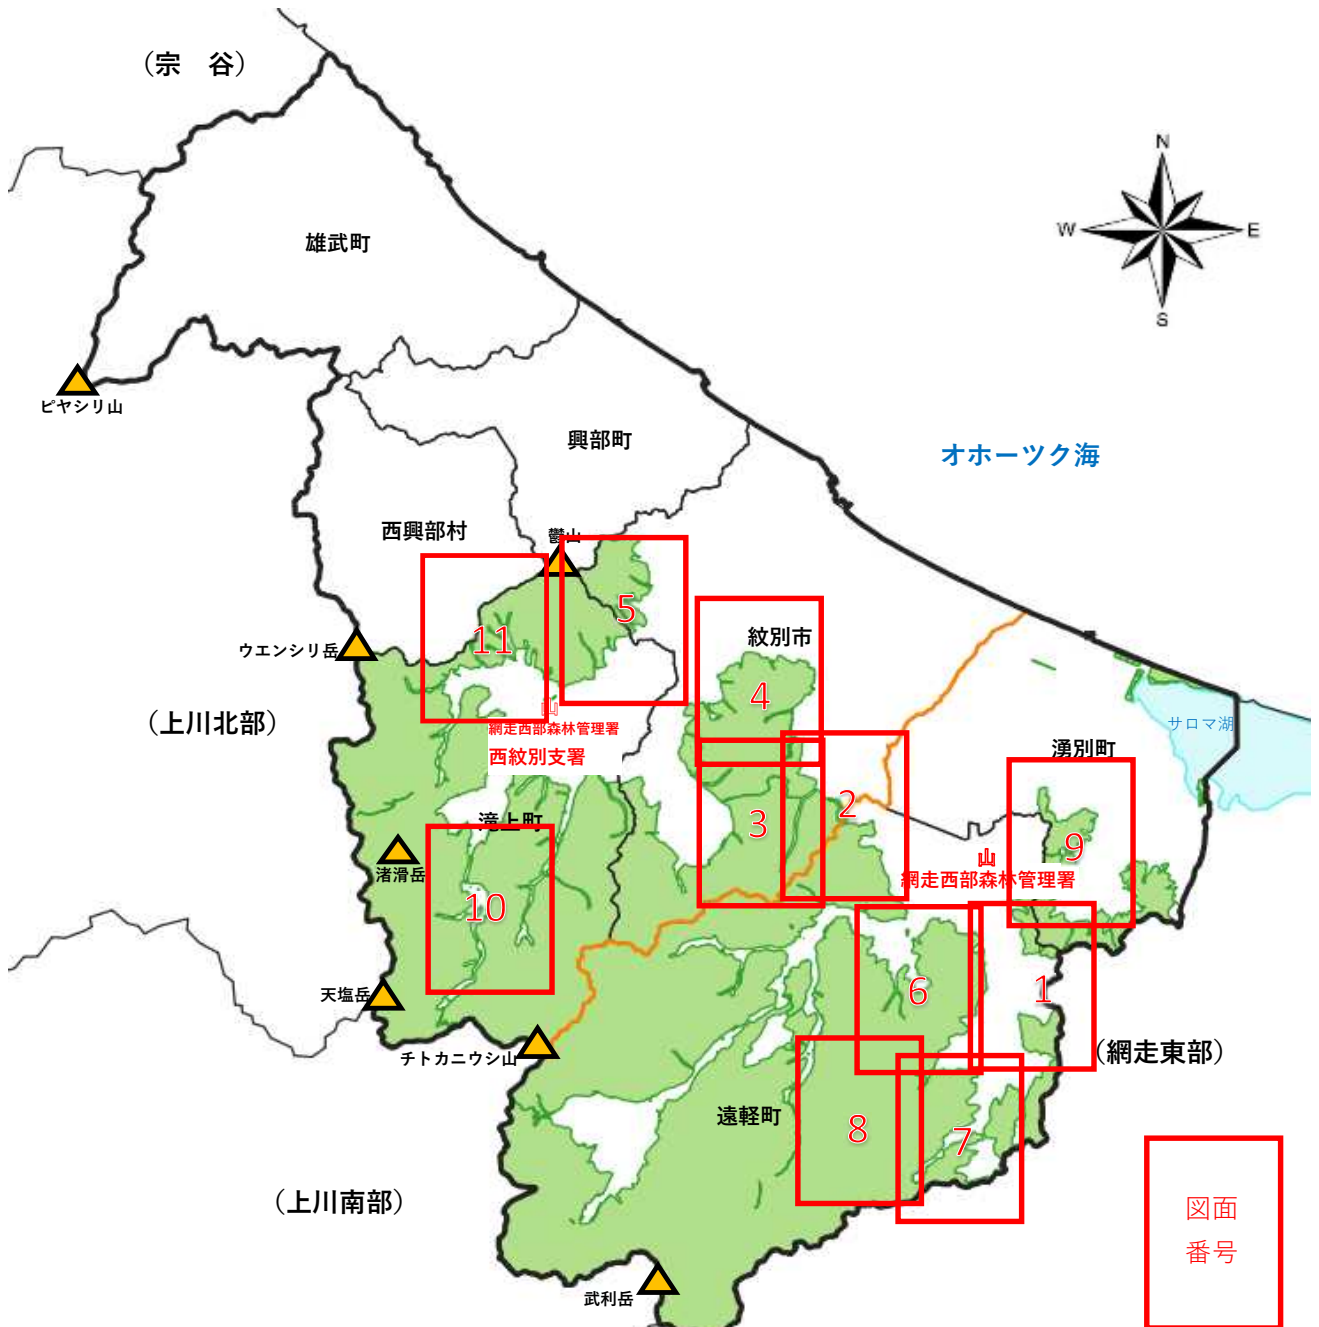 （宗　谷）
N
W
E
S
雄武町
ピヤシリ山
興部町
オホーツク海
西興部村
鬱山
5
11
紋別市
ウエンシリ岳
4
（上川北部）
網走西部森林管理署
西紋別支署
サロマ湖
湧別町
2
3
滝上町
9
渚滑岳
網走西部森林管理署
10
6
1
天塩岳
チトカニウシ山
（網走東部）
遠軽町
8
7
（上川南部）
図面
番号
武利岳